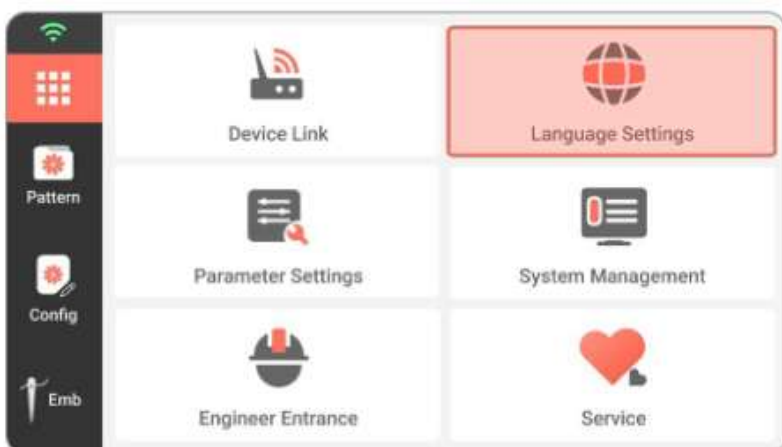 Device Link
Language Settings
Pattern
Parameter Settings
System Management
Config
Emb
Engineer Entrance
Service